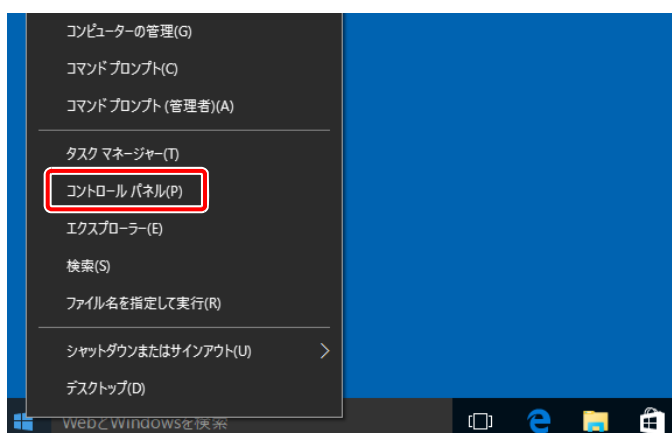 コンピューターの管理(G)
コマンド プロンプト(C)
コマンド プロンプト (管理者)(A)
タスク マネージャー(T)
コントロール パネル(P)
エクスプローラー(E)
検索(S)
ファイル名を指定して実行(R)
シャットダウンまたはサインアウト(U)
デスクトップ(D)
WebとWindowsを検索